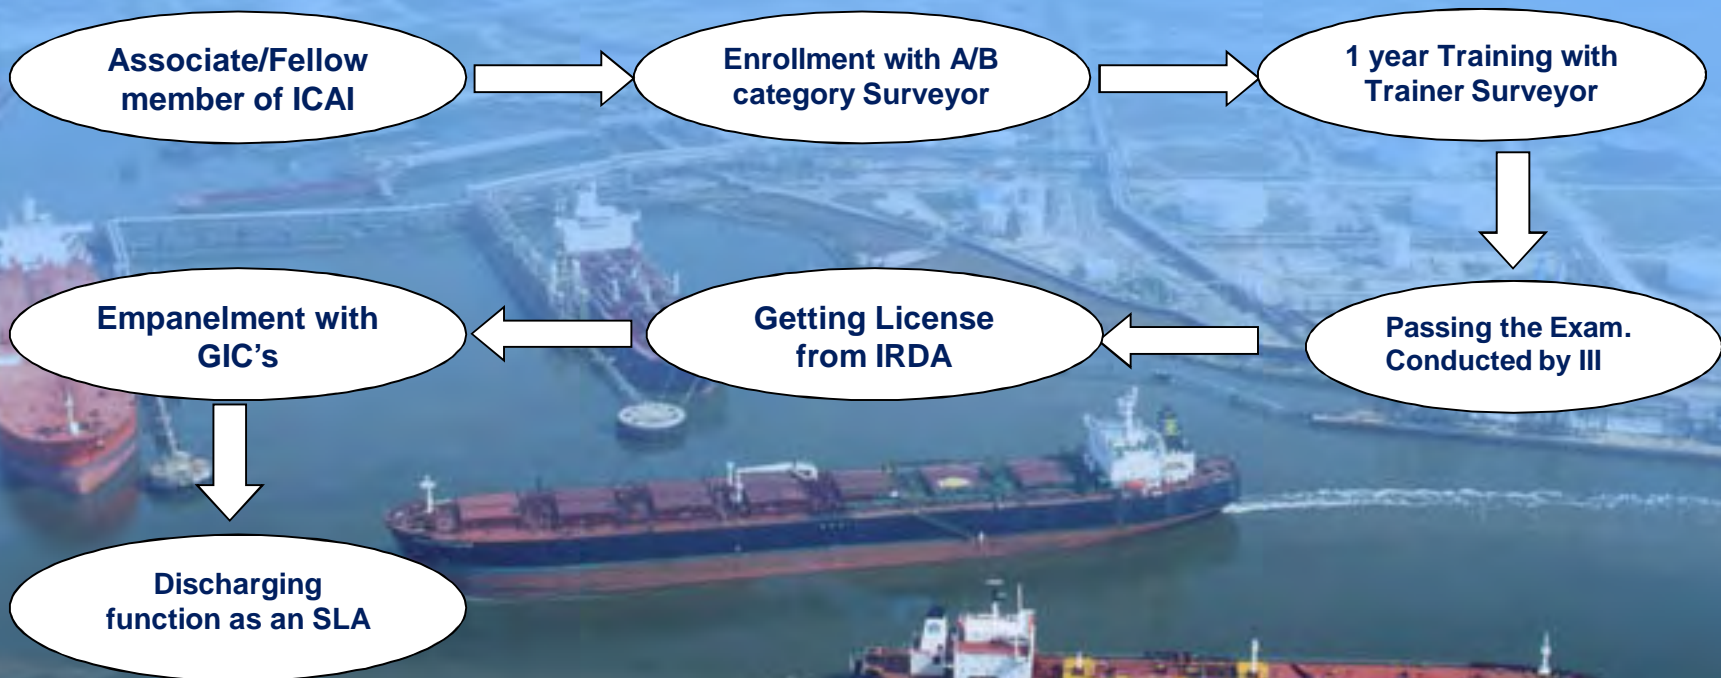 Associate/Fellow
member of ICAI
Enrollment with A/B
category Surveyor
1 year Training with
Trainer Surveyor
Passing the Exam.
Conducted by III
Getting License
from IRDA
Empanelment with
GIC's
Discharging
function as an SLA